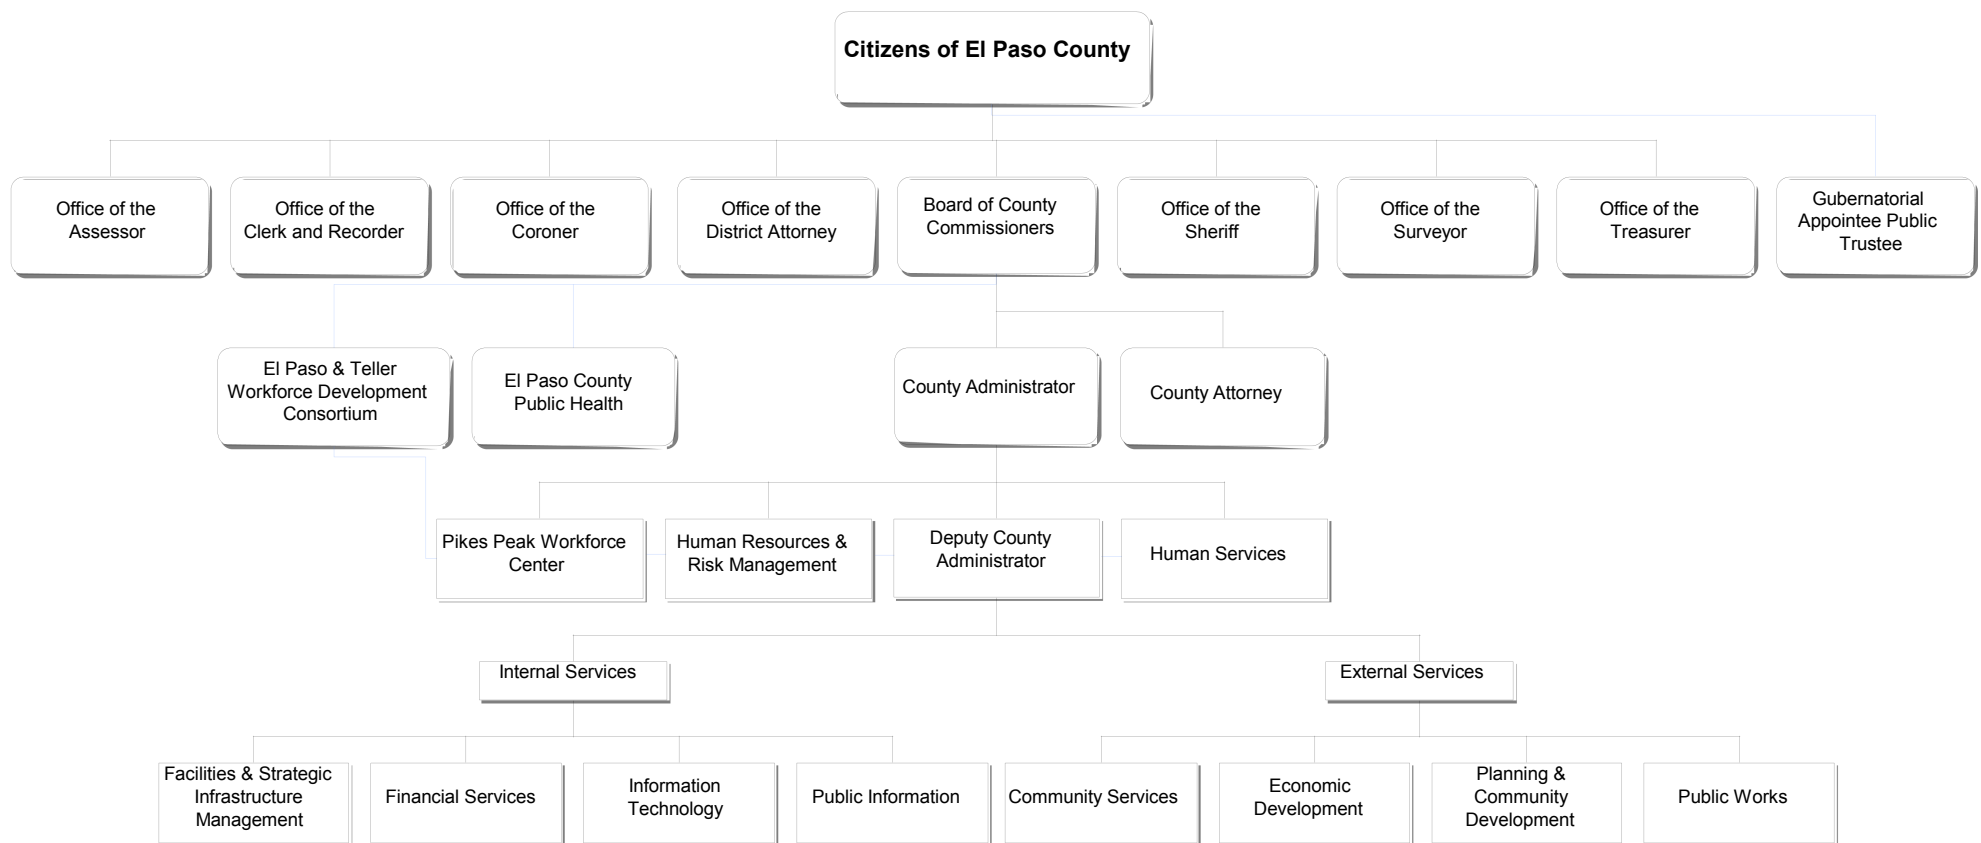 Citizens of El Paso County
Office of the
Assessor
Office of the
Clerk and Recorder
Office of the
Coroner
Office of the
District Attorney
Board of County
Commissioners
Office of the
Sheriff
Office of the
Surveyor
Office of the
Treasurer
Gubernatorial
Appointee Public
Trustee
El Paso & Teller
Workforce Development
Consortium
El Paso County
Public Health
County Administrator
County Attorney
Pikes Peak Workforce
Center
Human Resources &
Risk Management
Deputy County
Administrator
Human Services
Internal Services
External Services
Facilities & Strategic
Infrastructure
Management
Financial Services
Information
Technology
Public Information
Community Services
Economic
Development
Planning &
Community
Development
Public Works